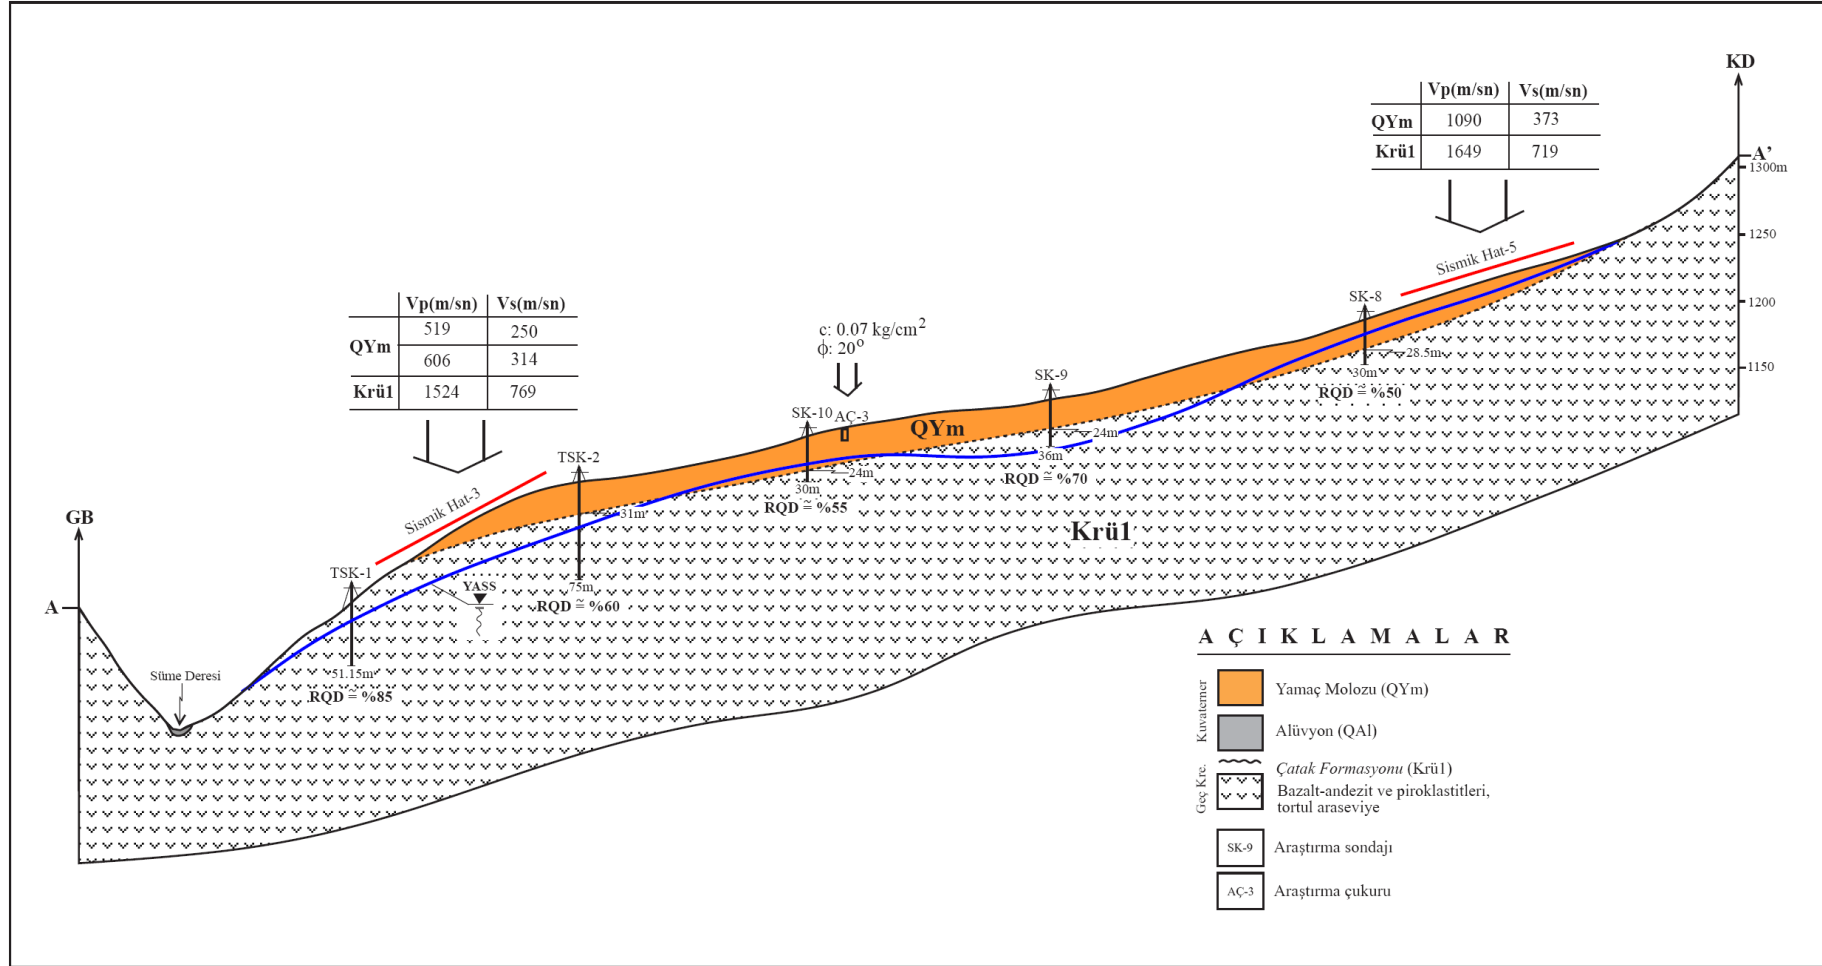 KD
Vp(m/sn) Vs(m/sn)
QYm 1090 373
Krü1 1649 719
A’
1300m
1250
1200
1150
Sismik Hat-5
SK-8
28.5m
30m
RQD ≅ %50
Vp(m/sn) Vs(m/sn)
QYm
519 250
606 314
Krü1 1524 769
c: 0.07 kg/cm²
ϕ: 20°
SK-9
24m
36m
RQD ≅ %70
SK-10 AÇ-3
QYm
24m
30m
RQD ≅ %55
TSK-2
31m
75m
RQD ≅ %60
Sismik Hat-3
Krü1
GB
TSK-1
YASS
A
51.15m
RQD ≅ %85
Süme Deresi
AÇIKLAMALAR
Kuvaterner
Yamaç Molozu (QYm)
Alüvyon (QAl)
Geç Kre.
Çatak Formasyonu (Krü1)
Bazalt-andezit ve piroklastitleri,
tortul araseviye
SK-9 Araştırma sondajı
AÇ-3 Araştırma çukuru